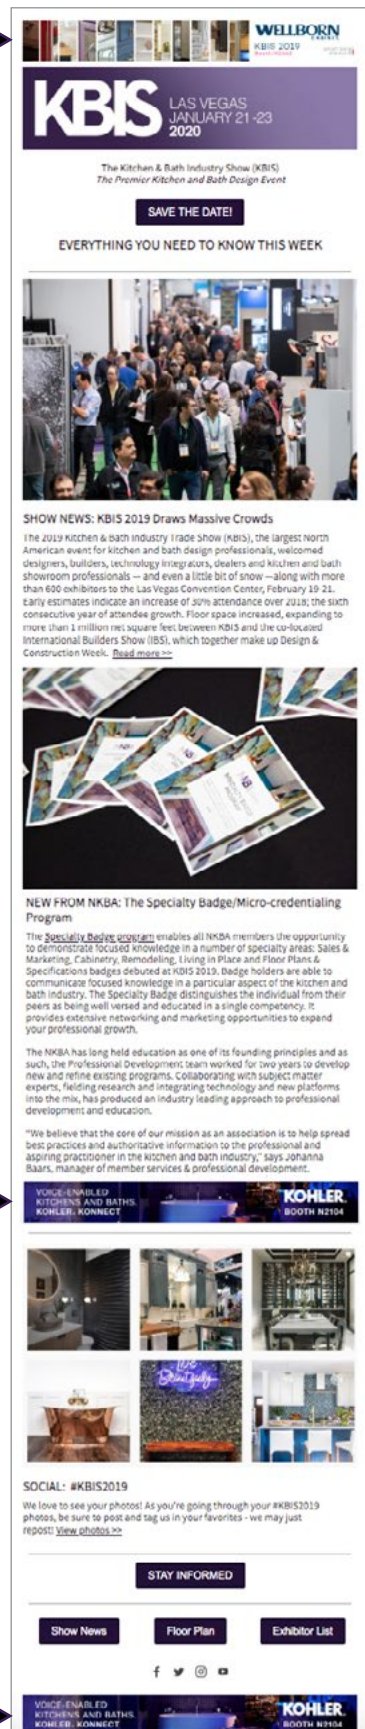 WELLBORN
CABINET
KBIS 2019
KBIS
LAS VEGAS
JANUARY 21 -23
2020
The Kitchen & Bath Industry Show (KBIS)
The Premier Kitchen and Bath Design Event
SAVE THE DATE!
EVERYTHING YOU NEED TO KNOW THIS WEEK
SHOW NEWS: KBIS 2019 Draws Massive Crowds
The 2019 Kitchen & Bath Industry Trade Show (KBIS), the largest North
American event for kitchen and bath design professionals, welcomed
designers, builders, technology integrators, dealers and kitchen and bath
showroom professionals — and even a little bit of snow —along with more
than 600 exhibitors to the Las Vegas Convention Center, February 19-21.
Early estimates indicate an increase of 30% attendance over 2018; the sixth
consecutive year of attendee growth. Floor space increased, expanding to
more than 1 million net square feet between KBIS and the co-located
International Builders Show (IBS), which together make up Design &
Construction Week. Read more >>
NEW FROM NKBA: The Specialty Badge/Micro-credentialing
Program
The Specialty Badge program enables all NKBA members the opportunity
to demonstrate focused knowledge in a number of specialty areas: Sales &
Marketing, Cabinetry, Remodeling, Living in Place and Floor Plans &
Specifications badges debuted at KBIS 2019. Badge holders are able to
communicate focused knowledge in a particular aspect of the kitchen and
bath industry. The Specialty Badge distinguishes the individual from their
peers as being well versed and educated in a single competency. It
provides extensive networking and marketing opportunities to expand
your professional growth.
The NKBA has long held education as one of its founding principles and as
such, the Professional Development team worked for two years to develop
new and refine existing programs. Collaborating with subject matter
experts, fielding research and integrating technology and new platforms
into the mix, has produced an industry leading approach to professional
development and education.
"We believe that the core of our mission as an association is to help spread
best practices and authoritative information to the professional and
aspiring practitioner in the kitchen and bath industry," says Johanna
Baars, manager of member services & professional development.
VOICE-ENABLED
KITCHENS AND BATHS.
KOHLER. KONNECT
KOHLER.
BOOTH N2104
Live
Beautifully
SOCIAL: #KBIS2019
We love to see your photos! As you're going through your #KBIS2019
photos, be sure to post and tag us in your favorites - we may just
repost! View photos >>
STAY INFORMED
Show News
Floor Plan
Exhibitor List
VOICE-ENABLED
KITCHENS AND BATHS.
KOHLER. KONNECT
KOHLER.
BOOTH N2104